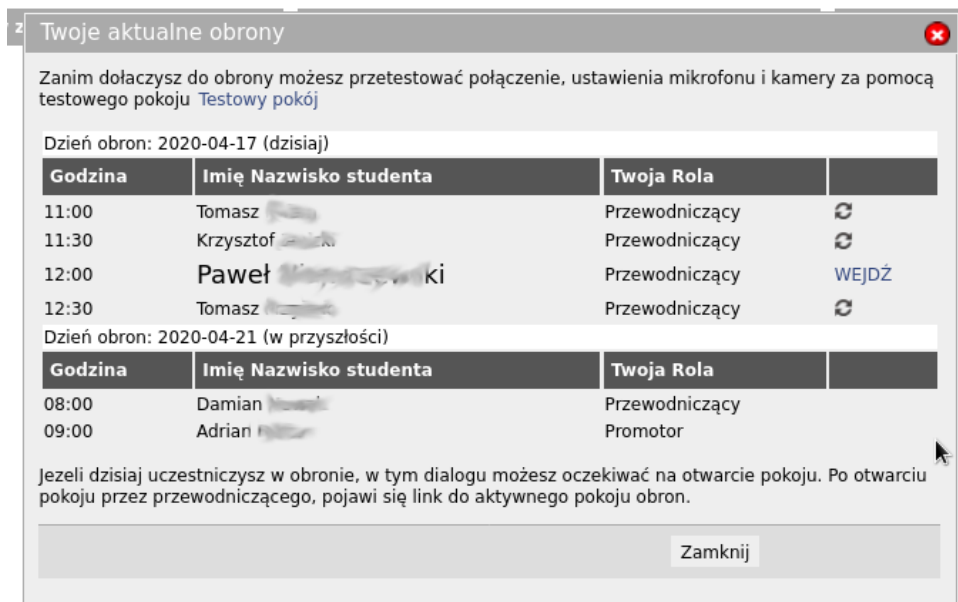 z
Twoje aktualne obrony
Zanim dołaczysz do obrony możesz przetestować połączenie, ustawienia mikrofonu i kamery za pomocą
testowego pokoju Testowy pokój
Dzień obron: 2020-04-17 (dzisiaj)
Godzina Imię Nazwisko studenta Twoja Rola
11:00 Tomasz Przewodniczący
11:30 Krzysztof Przewodniczący
12:00 Paweł Przewodniczący WEJDŹ
12:30 Tomasz Przewodniczący
Dzień obron: 2020-04-21 (w przyszłości)
Godzina Imię Nazwisko studenta Twoja Rola
08:00 Damian Przewodniczący
09:00 Adrian Promotor
Jezeli dzisiaj uczestniczysz w obronie, w tym dialogu możesz oczekiwać na otwarcie pokoju. Po otwarciu
pokoju przez przewodniczącego, pojawi się link do aktywnego pokoju obron.
Zamknij